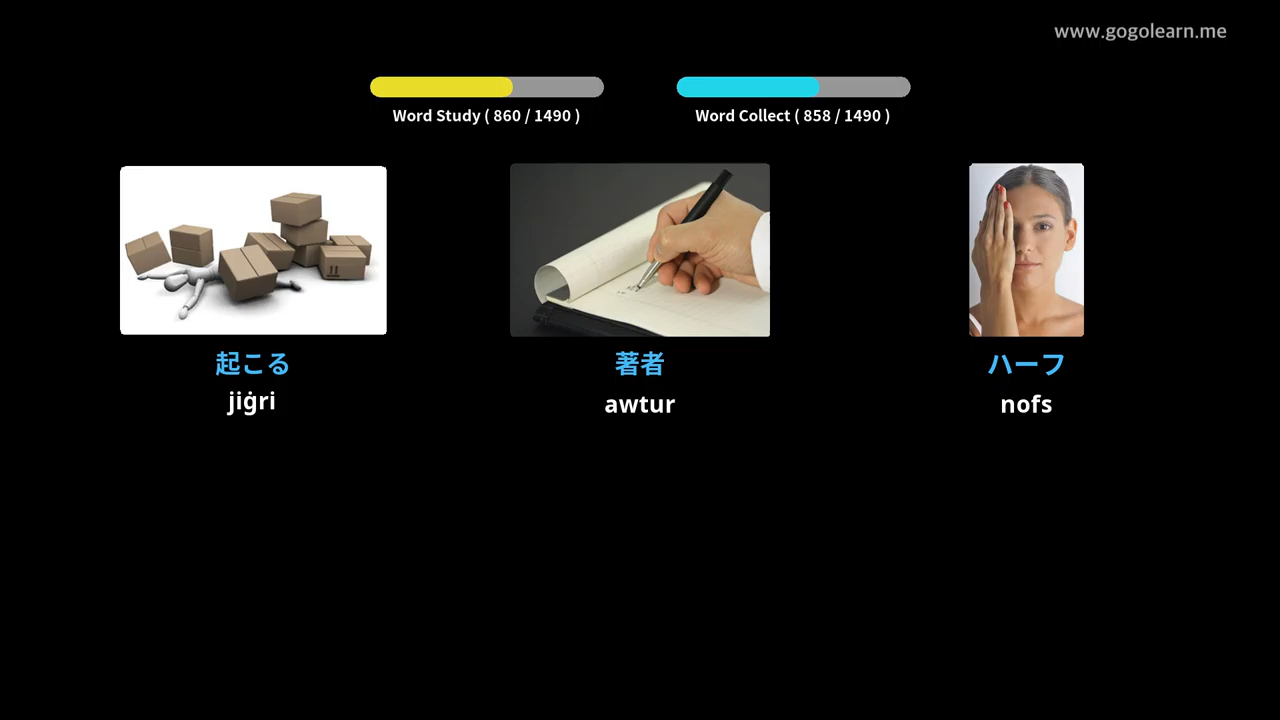 www.gogolearn.me
Word Study ( 860 / 1490 )
Word Collect ( 858 / 1490 )
起こる
jiġri
著者
awtur
ハーフ
nofs